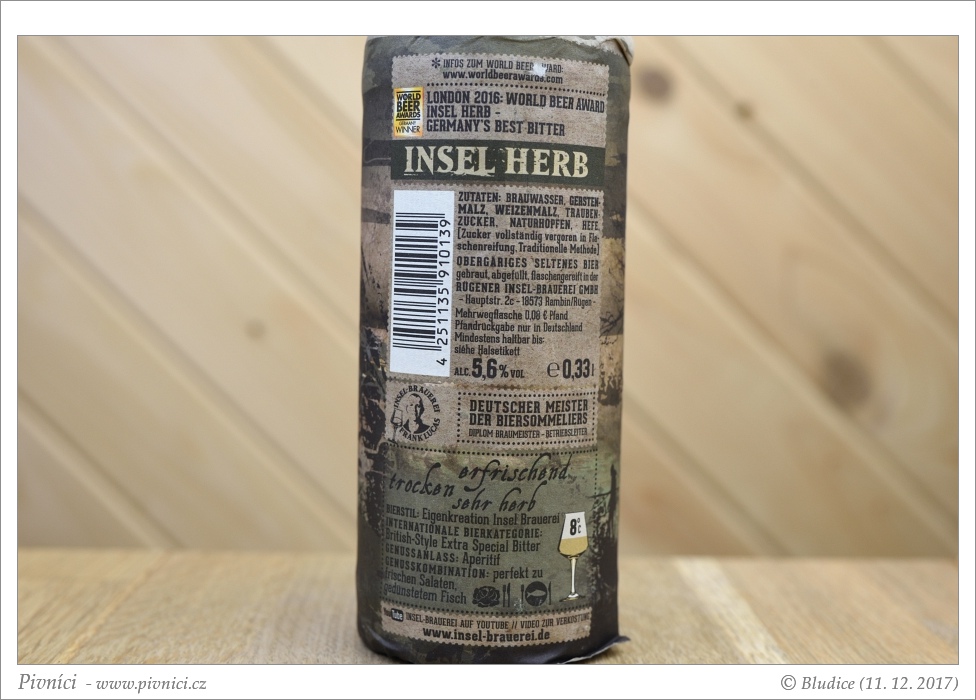 * INFOS ZUM WORLD BEER AWARD:
www.worldbeerawards.com
WORLD
BEER
AWARDS
GERMANY
WINNER
LONDON 2016: WORLD BEER AWARD
INSEL HERB -
GERMANY'S BEST BITTER
INSEL HERB
4 251135 910139
ZUTATEN: BRAUWASSER, GERSTEN-
MALZ, WEIZENMALZ, TRAUBEN-
ZUCKER, NATURHOPFEN, HEFE.
[Zucker vollständig vergoren in Fla-
schenreifung. Traditionelle Methode]
OBERGÄRIGES SELTENES BIER
gebraut, abgefüllt, flaschengereift in der
RÜGENER INSEL-BRAUEREI GMBH
- Hauptstr. 2c - 18573 Rambin/Rügen -
Mehrwegflasche 0,08 € Pfand
Pfandrückgabe nur in Deutschland
Mindestens haltbar bis:
siehe Halsetikett
ALC. 5,6 % VOL e 0,33 l
INSEL-BRAUEREI
FRANK LUCAS
DEUTSCHER MEISTER
DER BIERSOMMELIERS
DIPLOM BRAUMEISTER - BETRIEBSLEITER
erfrischend,
trocken
sehr herb
BIERSTIL: Eigenkreation Insel Brauerei
INTERNATIONALE BIERKATEGORIE:
British-Style Extra Special Bitter
GENUSSANLASS: Aperitif
GENUSSKOMBINATION: perfekt zu
frischen Salaten,
gedünstetem Fisch
8°C
YouTube INSEL-BRAUEREI AUF YOUTUBE // VIDEO ZUR VERKOSTUNG
www.insel-brauerei.de
Pivníci - www.pivnici.cz
© Bludice (11. 12. 2017)